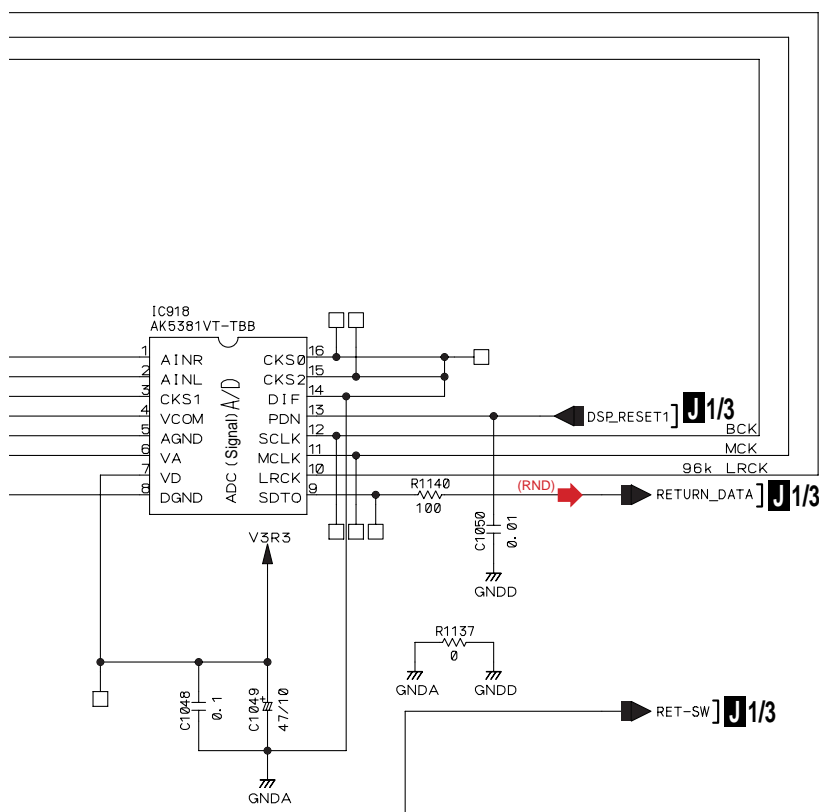 IC918
AK5381VT-TBB
1 AINR CKS0 16
2 AINL CKS2 15
3 CKS1 DIF 14
4 VCOM PDN 13
5 AGND SCLK 12
6 VA MCLK 11
7 VD LRCK 10
8 DGND SDTO 9
ADC (Signal) A/D
DSP_RESET1] J 1/3
BCK
MCK
96k LRCK
R1140
100
(RND)
RETURN_DATA] J 1/3
C1050
0.01
GNDD
V3R3
R1137
0
GNDA
GNDD
C1048
0.1
C1049
+
47/10
GNDA
RET-SW] J 1/3